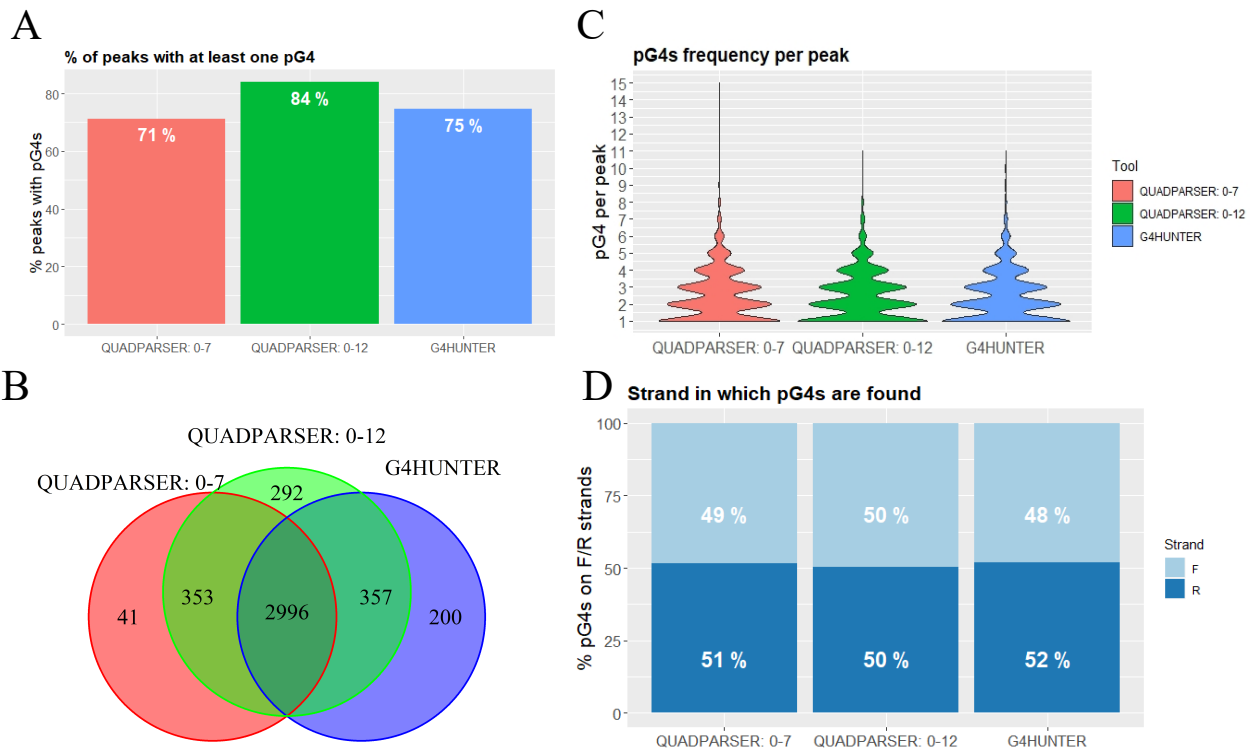 A
% of peaks with at least one pG4
% peaks with pG4s
80
60
40
20
0
71 %
84 %
75 %
QUADPARSER: 0-7
QUADPARSER: 0-12
G4HUNTER
B
QUADPARSER: 0-12
G4HUNTER
QUADPARSER: 0-7
292
353
357
41
2996
200
C
pG4s frequency per peak
pG4 per peak
15
14
13
12
11
10
9
8
7
6
5
4
3
2
1
QUADPARSER: 0-7
QUADPARSER: 0-12
G4HUNTER
Tool
QUADPARSER: 0-7
QUADPARSER: 0-12
G4HUNTER
D
Strand in which pG4s are found
% pG4s on F/R strands
100
75
50
25
0
49 %
50 %
48 %
51 %
50 %
52 %
QUADPARSER: 0-7
QUADPARSER: 0-12
G4HUNTER
Strand
F
R